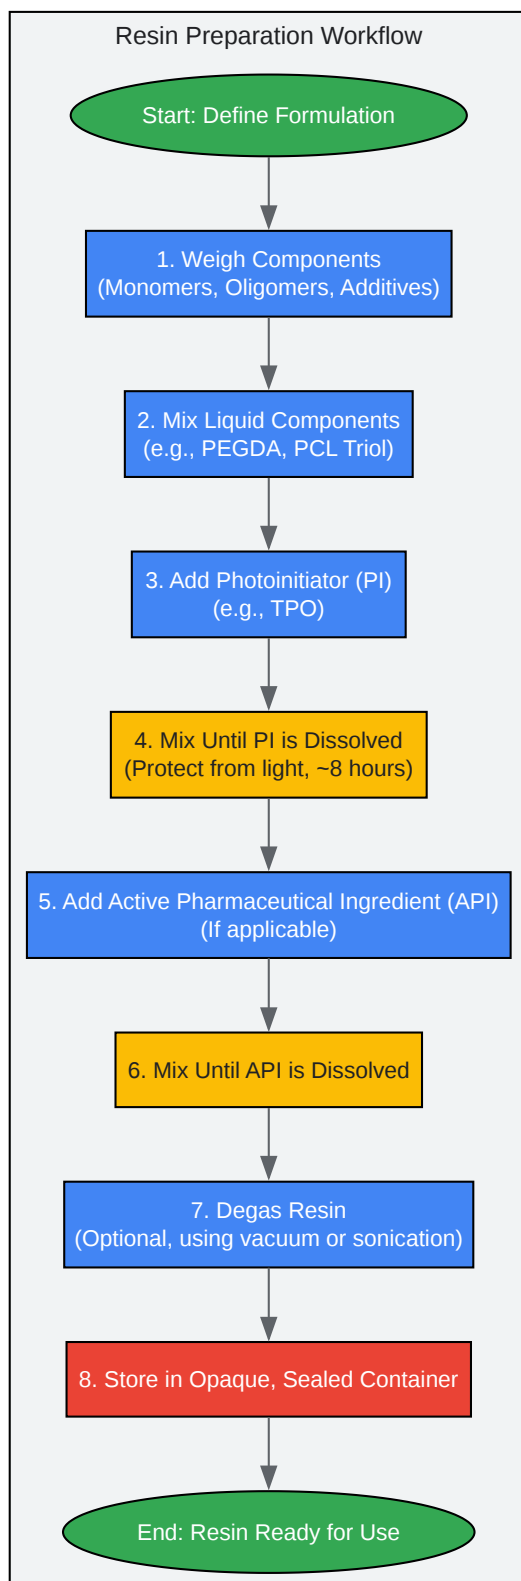 Resin Preparation Workflow
Start: Define Formulation
1. Weigh Components
(Monomers, Oligomers, Additives)
2. Mix Liquid Components
(e.g., PEGDA, PCL Triol)
3. Add Photoinitiator (PI)
(e.g., TPO)
4. Mix Until PI is Dissolved
(Protect from light, ~8 hours)
5. Add Active Pharmaceutical Ingredient (API)
(If applicable)
6. Mix Until API is Dissolved
7. Degas Resin
(Optional, using vacuum or sonication)
8. Store in Opaque, Sealed Container
End: Resin Ready for Use